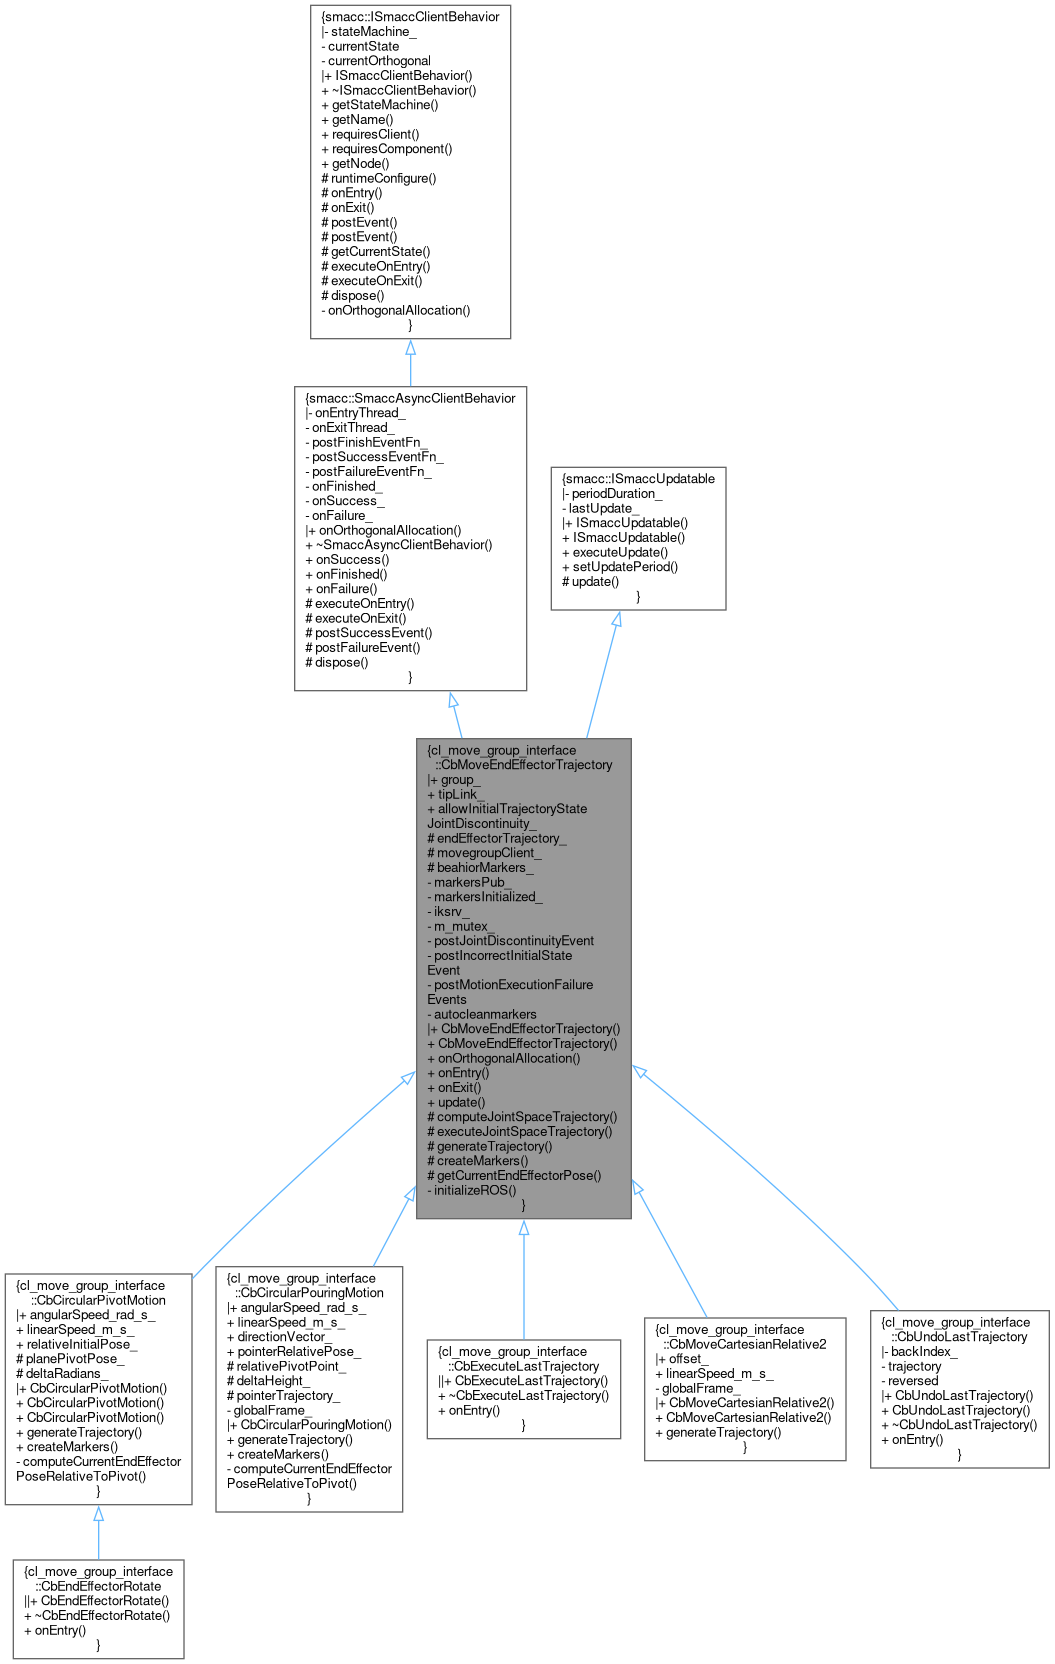 {smacc::ISmaccClientBehavior
|- stateMachine_
- currentState
- currentOrthogonal
|+ ISmaccClientBehavior()
+ ~ISmaccClientBehavior()
+ getStateMachine()
+ getName()
+ requiresClient()
+ requiresComponent()
+ getNode()
# runtimeConfigure()
# onEntry()
# onExit()
# postEvent()
# postEvent()
# getCurrentState()
# executeOnEntry()
# executeOnExit()
# dispose()
- onOrthogonalAllocation()
}
{smacc::SmaccAsyncClientBehavior
|- onEntryThread_
- onExitThread_
- postFinishEventFn_
- postSuccessEventFn_
- postFailureEventFn_
- onFinished_
- onSuccess_
- onFailure_
|+ onOrthogonalAllocation()
+ ~SmaccAsyncClientBehavior()
+ onSuccess()
+ onFinished()
+ onFailure()
# executeOnEntry()
# executeOnExit()
# postSuccessEvent()
# postFailureEvent()
# dispose()
}
{smacc::ISmaccUpdatable
|- periodDuration_
- lastUpdate_
|+ ISmaccUpdatable()
+ ISmaccUpdatable()
+ executeUpdate()
+ setUpdatePeriod()
# update()
}
{cl_move_group_interface
::CbMoveEndEffectorTrajectory
|+ group_
+ tipLink_
+ allowInitialTrajectoryState
JointDiscontinuity_
# endEffectorTrajectory_
# movegroupClient_
# beahiorMarkers_
- markersPub_
- markersInitialized_
- iksrv_
- m_mutex_
- postJointDiscontinuityEvent
- postIncorrectInitialState
Event
- postMotionExecutionFailure
Events
- autocleanmarkers
|+ CbMoveEndEffectorTrajectory()
+ CbMoveEndEffectorTrajectory()
+ onOrthogonalAllocation()
+ onEntry()
+ onExit()
+ update()
# computeJointSpaceTrajectory()
# executeJointSpaceTrajectory()
# generateTrajectory()
# createMarkers()
# getCurrentEndEffectorPose()
- initializeROS()
}
{cl_move_group_interface
::CbCircularPivotMotion
|+ angularSpeed_rad_s_
+ linearSpeed_m_s_
+ relativeInitialPose_
# planePivotPose_
# deltaRadians_
|+ CbCircularPivotMotion()
+ CbCircularPivotMotion()
+ CbCircularPivotMotion()
+ generateTrajectory()
+ createMarkers()
- computeCurrentEndEffector
PoseRelativeToPivot()
}
{cl_move_group_interface
::CbCircularPouringMotion
|+ angularSpeed_rad_s_
+ linearSpeed_m_s_
+ directionVector_
+ pointerRelativePose_
# relativePivotPoint_
# deltaHeight_
# pointerTrajectory_
- globalFrame_
|+ CbCircularPouringMotion()
+ generateTrajectory()
+ createMarkers()
- computeCurrentEndEffector
PoseRelativeToPivot()
}
{cl_move_group_interface
::CbExecuteLastTrajectory
||+ CbExecuteLastTrajectory()
+ ~CbExecuteLastTrajectory()
+ onEntry()
}
{cl_move_group_interface
::CbMoveCartesianRelative2
|+ offset_
+ linearSpeed_m_s_
- globalFrame_
|+ CbMoveCartesianRelative2()
+ CbMoveCartesianRelative2()
+ generateTrajectory()
}
{cl_move_group_interface
::CbUndoLastTrajectory
|- backIndex_
- trajectory
- reversed
|+ CbUndoLastTrajectory()
+ CbUndoLastTrajectory()
+ ~CbUndoLastTrajectory()
+ onEntry()
}
{cl_move_group_interface
::CbEndEffectorRotate
||+ CbEndEffectorRotate()
+ ~CbEndEffectorRotate()
+ onEntry()
}